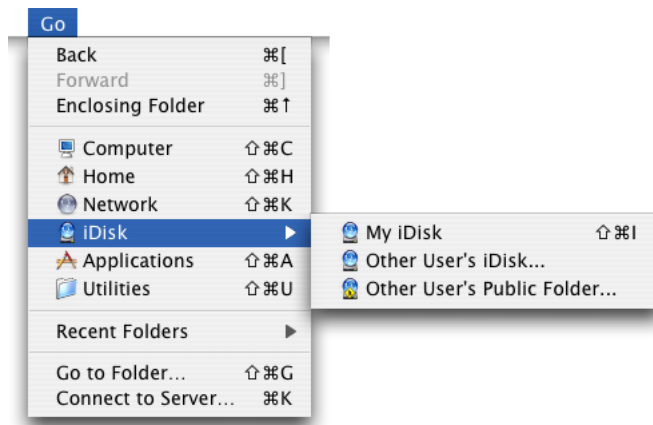 Go
Back ⌘[
Forward ⌘]
Enclosing Folder ⌘↑
Computer ⇧⌘C
Home ⇧⌘H
Network ⇧⌘K
iDisk ▶
Applications ⇧⌘A
Utilities ⇧⌘U
Recent Folders ▶
Go to Folder... ⇧⌘G
Connect to Server... ⌘K
My iDisk ⇧⌘I
Other User's iDisk...
Other User's Public Folder...